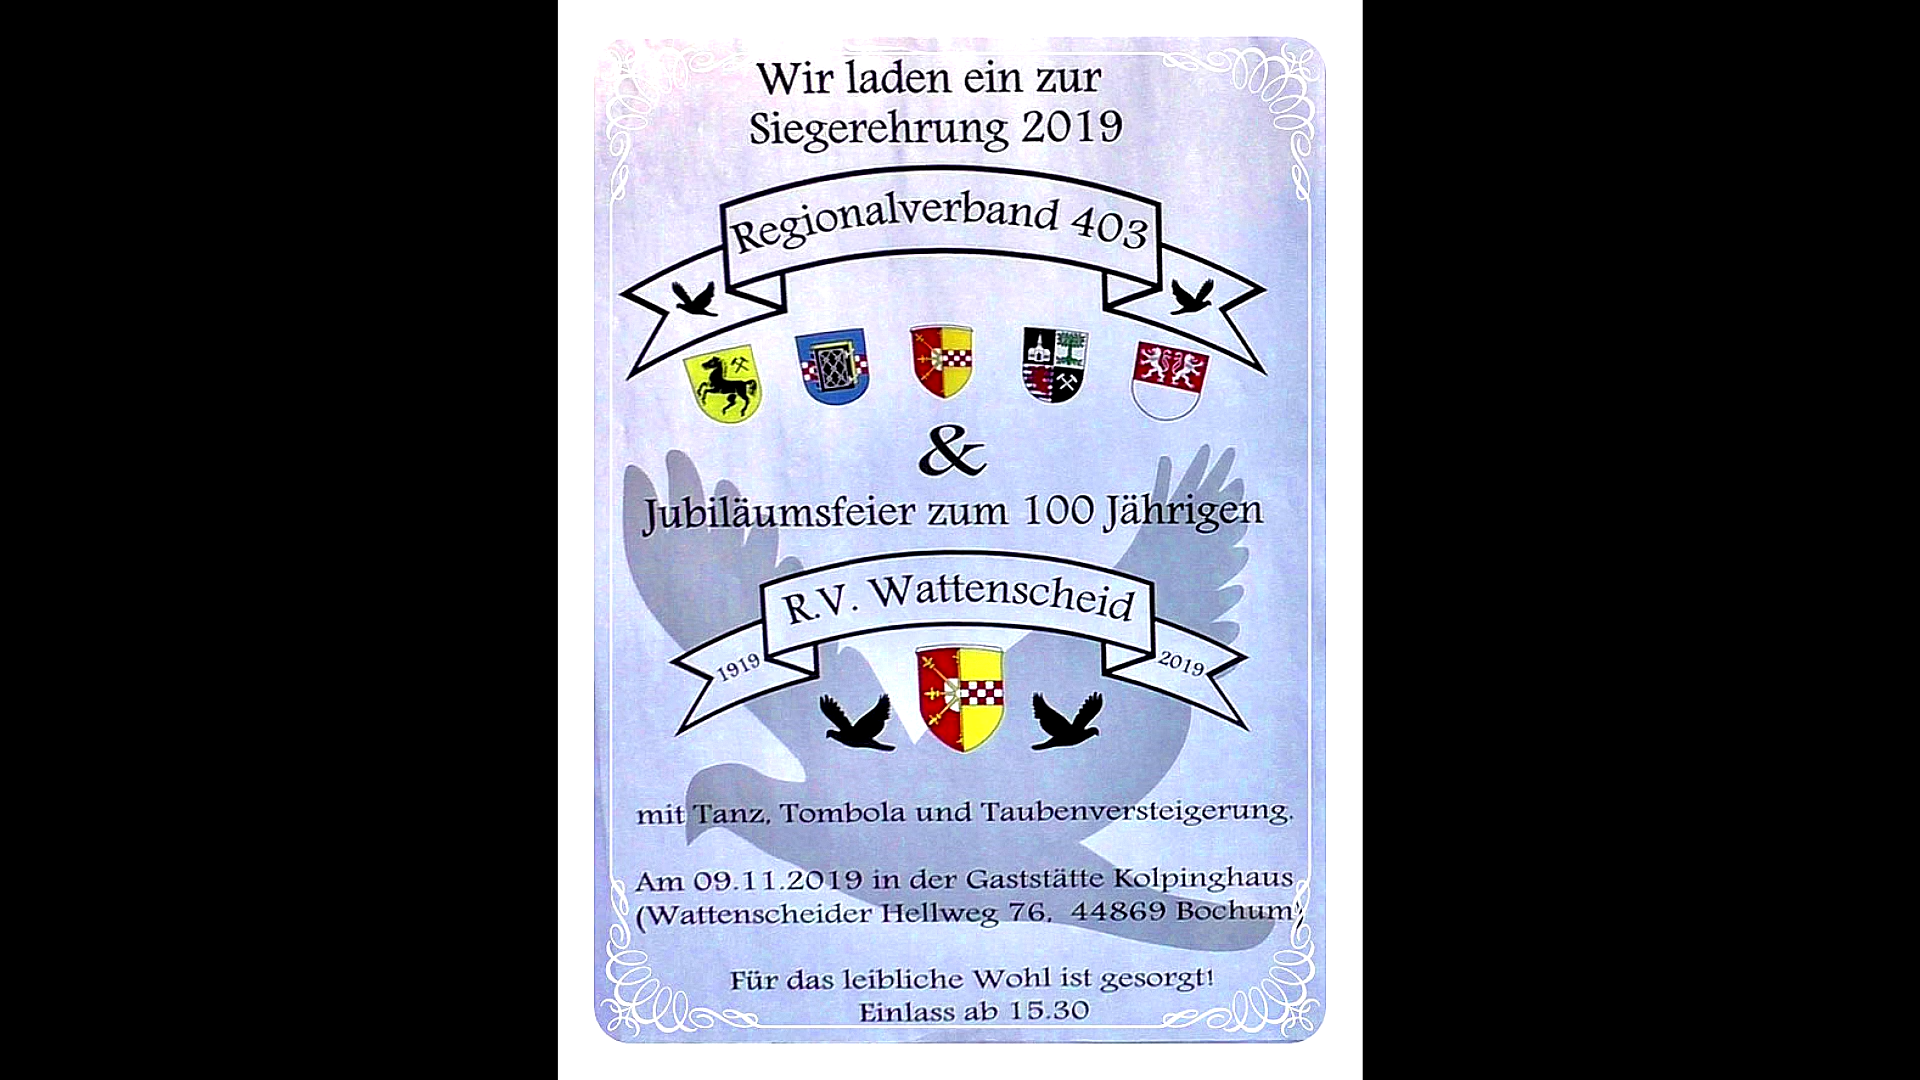 Wir laden ein zur
Siegerehrung 2019
Regionalverband 403
&
Jubiläumsfeier zum 100 Jährigen
R.V. Wattenscheid
1919
2019
mit Tanz, Tombola und Taubenversteigerung.
Am 09.11.2019 in der Gaststätte Kolpinghaus
(Wattenscheider Hellweg 76, 44869 Bochum)
Für das leibliche Wohl ist gesorgt!
Einlass ab 15.30